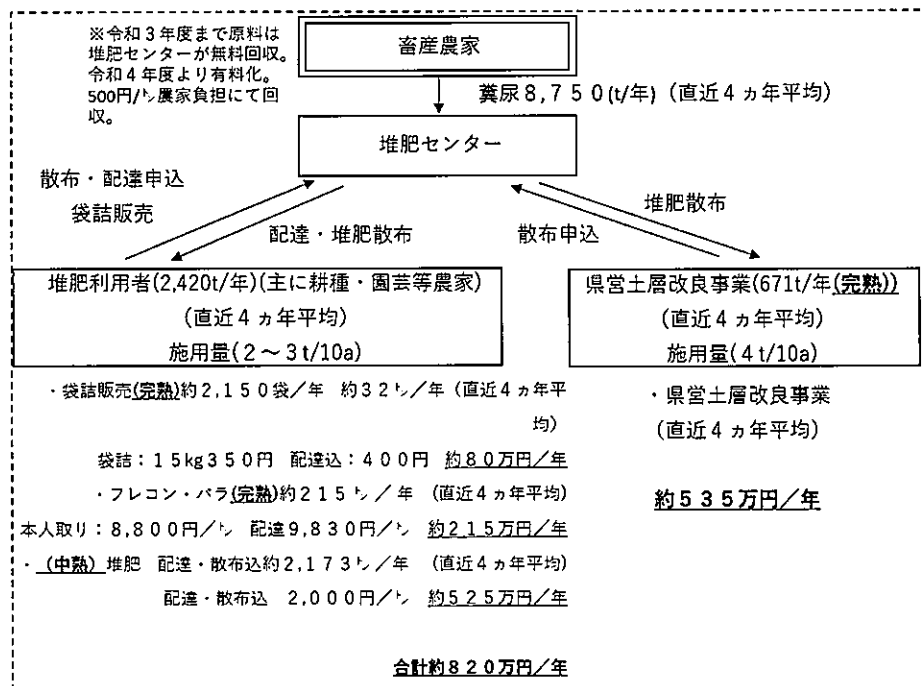 ※令和3年度まで原料は
堆肥センターが無料回収。
令和4年度より有料化。
500円/㌧農家負担にて回
収。
畜産農家
糞尿8,750(t/年)(直近4ヵ年平均)
堆肥センター
散布・配達申込
袋詰販売
配達・堆肥散布
堆肥散布
散布申込
堆肥利用者(2,420t/年)(主に耕種・園芸等農家)
(直近4ヵ年平均)
施用量(2~3t/10a)
県営土層改良事業(671t/年(完熟))
(直近4ヵ年平均)
施用量(4t/10a)
・袋詰販売(完熟)約2,150袋/年 約32㌧/年(直近4ヵ年平
均)
袋詰:15kg350円 配達込:400円 約80万円/年
・フレコン・バラ(完熟)約215㌧/年 (直近4ヵ年平均)
本人取り:8,800円/㌧ 配達9,830円/㌧ 約215万円/年
・(中熟)堆肥 配達・散布込約2,173㌧/年 (直近4ヵ年平均)
配達・散布込 2,000円/㌧ 約525万円/年
合計約820万円/年
・県営土層改良事業
(直近4ヵ年平均)
約535万円/年